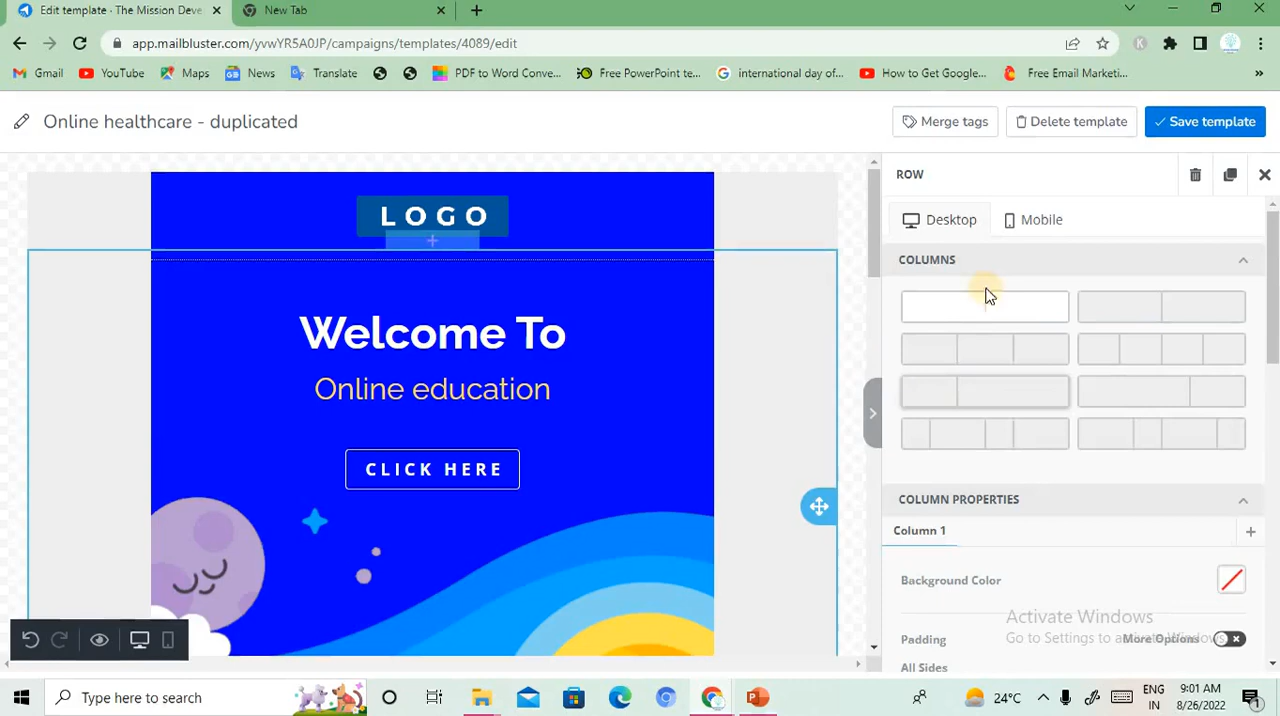 Edit template - The Mission Deve
New Tab
app.mailbluster.com/yvwYR5A0JP/campaigns/templates/4089/edit
K
Gmail
YouTube
Maps
News
Translate
PDF to Word Conve...
Free PowerPoint te...
international day of...
How to Get Google...
Free Email Marketi...
»
Online healthcare - duplicated
Merge tags
Delete template
Save template
ROW
Desktop
Mobile
COLUMNS
LOGO
Welcome To
Online education
CLICK HERE
COLUMN PROPERTIES
Column 1
Background Color
Activate Windows
Go to Settings to activate Windows.
Padding
More Options
All Sides
Type here to search
24°C
ENG
IN
9:01 AM
8/26/2022
1